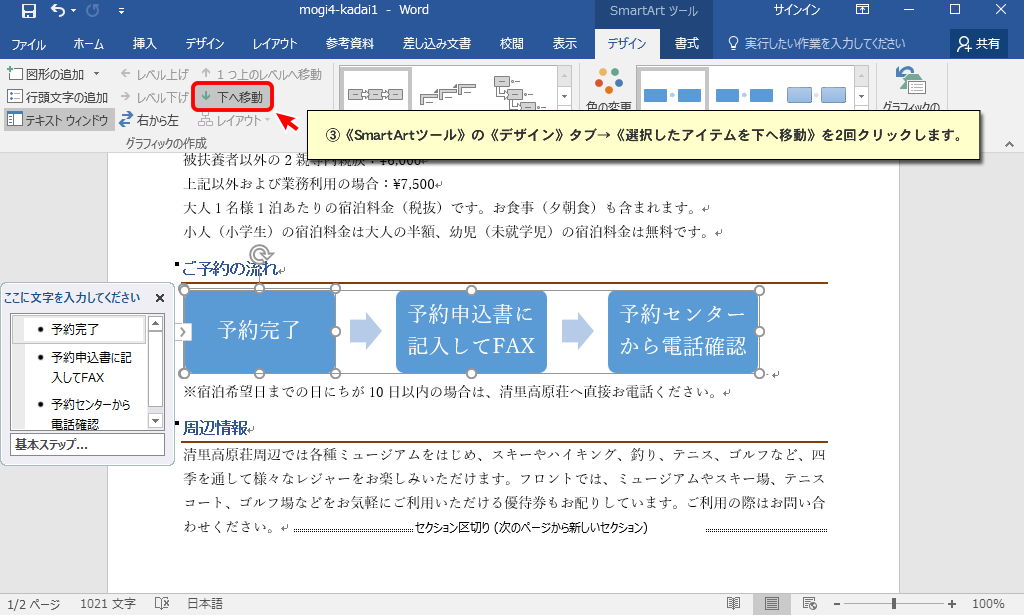 mogi4-kadai1 - Word
SmartArt ツール
サインイン
ファイル ホーム 挿入 デザイン レイアウト 参考資料 差し込み文書 校閲 表示 デザイン 書式 実行したい作業を入力してください 共有
図形の追加 レベル上げ 1 つ上のレベルへ移動
行頭文字の追加 レベル下げ 下へ移動
テキスト ウィンドウ 右から左 レイアウト
グラフィックの作成
色の変更
グラフィックの
③《SmartArtツール》の《デザイン》タブ→《選択したアイテムを下へ移動》を2回クリックします。
被扶養者以外の２親等内親族：¥6,000
上記以外および業務利用の場合：¥7,500
大人１名様１泊あたりの宿泊料金（税抜）です。お食事（夕朝食）も含まれます。
小人（小学生）の宿泊料金は大人の半額、幼児（未就学児）の宿泊料金は無料です。
ご予約の流れ
ここに文字を入力してください
予約完了
予約申込書に記
入してFAX
予約センターから
電話確認
基本ステップ...
予約完了
予約申込書に
記入してFAX
予約センター
から電話確認
※宿泊希望日までの日にちが 10 日以内の場合は、清里高原荘へ直接お電話ください。
周辺情報
清里高原荘周辺では各種ミュージアムをはじめ、スキーやハイキング、釣り、テニス、ゴルフなど、四
季を通して様々なレジャーをお楽しみいただけます。フロントでは、ミュージアムやスキー場、テニス
コート、ゴルフ場などをお気軽にご利用いただける優待券もお配りしています。ご利用の際はお問い合
わせください。
セクション区切り (次のページから新しいセクション)
1/2 ページ 1021 文字 日本語 100%